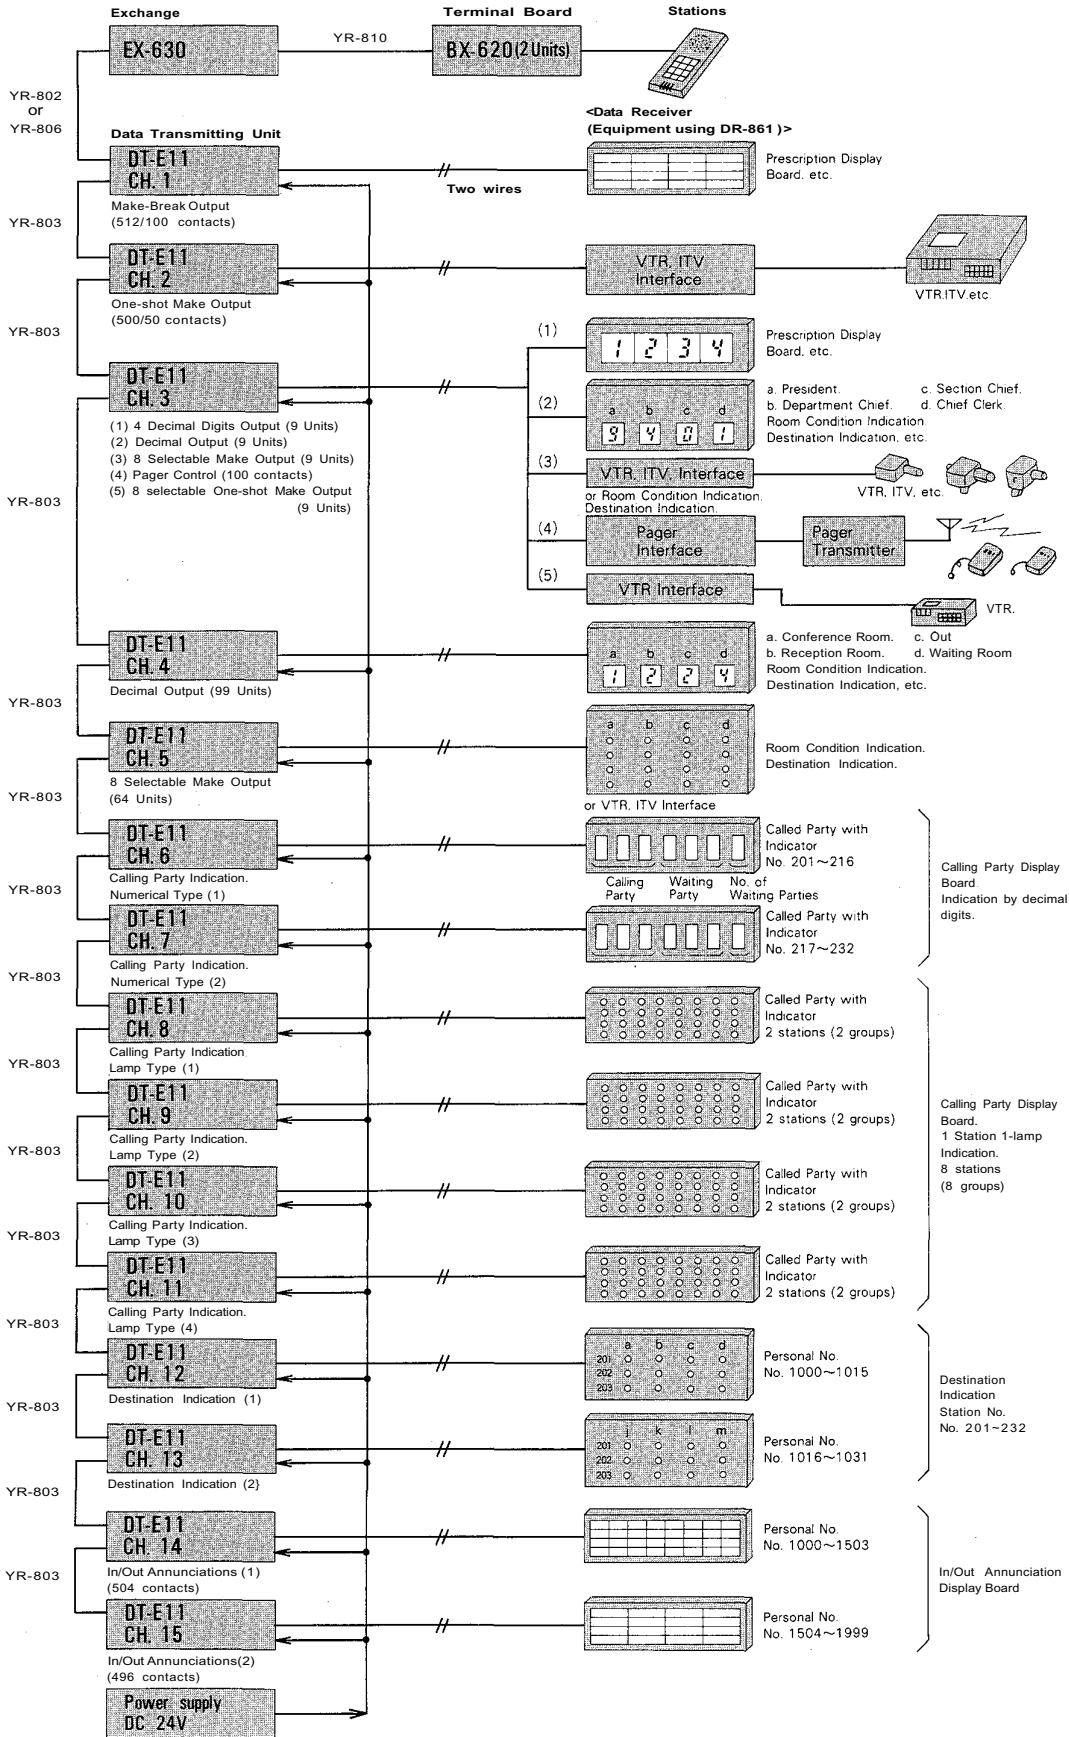 Exchange
Terminal Board
Stations
EX-630
YR-810
BX-620(2 Units)
YR-802
or
YR-806
<Data Receiver
(Equipment using DR-861)>
Data Transmitting Unit
DT-E11
CH. 1
Two wires
Prescription Display
Board. etc.
Make-Break Output
(512/100 contacts)
YR-803
DT-E11
CH. 2
VTR, ITV
Interface
VTR.ITV.etc.
One-shot Make Output
(500/50 contacts)
YR-803
DT-E11
CH. 3
(1)
1 2 3 4
Prescription Display
Board. etc.
(2)
a b c d
9 4 0 1
a. President. c. Section Chief.
b. Department Chief. d. Chief Clerk.
Room Condition Indication.
Destination Indication, etc.
(1) 4 Decimal Digits Output (9 Units)
(2) Decimal Output (9 Units)
(3) 8 Selectable Make Output (9 Units)
(4) Pager Control (100 contacts)
(5) 8 selectable One-shot Make Output
(9 Units)
(3)
VTR, ITV, Interface
VTR, ITV, etc.
or Room Condition Indication.
Destination Indication.
YR-803
(4)
Pager
Interface
Pager
Transmitter
(5)
VTR Interface
VTR.
DT-E11
CH. 4
a b c d
1 2 2 4
a. Conference Room. c. Out
b. Reception Room. d. Waiting Room
Room Condition Indication.
Destination Indication, etc.
Decimal Output (99 Units)
YR-803
DT-E11
CH. 5
a b c d
Room Condition Indication.
Destination Indication.
8 Selectable Make Output
(64 Units)
or VTR, ITV Interface
YR-803
DT-E11
CH. 6
Called Party with
Indicator
No. 201~216
Calling Party Indication.
Numerical Type (1)
Calling
Party
Waiting
Party
No. of
Waiting Parties
Calling Party Display
Board
Indication by decimal
digits.
YR-803
DT-E11
CH. 7
Called Party with
Indicator
No. 217~232
Calling Party Indication.
Numerical Type (2)
YR-803
DT-E11
CH. 8
Called Party with
Indicator
2 stations (2 groups)
Calling Party Indication
Lamp Type (1)
YR-803
DT-E11
CH. 9
Called Party with
Indicator
2 stations (2 groups)
Calling Party Indication.
Lamp Type (2)
Calling Party Display
Board.
1 Station 1-lamp
Indication.
8 stations
(8 groups)
YR-803
DT-E11
CH. 10
Called Party with
Indicator
2 stations (2 groups)
Calling Party Indication.
Lamp Type (3)
YR-803
DT-E11
CH. 11
Called Party with
Indicator
2 stations (2 groups)
Calling Party Indication.
Lamp Type (4)
YR-803
DT-E11
CH. 12
a b c d
201
202
203
Personal No.
No. 1000~1015
Destination Indication (1)
Destination
Indication
Station No.
No. 201~232
YR-803
DT-E11
CH. 13
j k l m
201
202
203
Personal No.
No. 1016~1031
Destination Indication (2}
YR-803
DT-E11
CH. 14
Personal No.
No. 1000~1503
In/Out Annunciations (1)
(504 contacts)
In/Out Annunciation
Display Board
YR-803
DT-E11
CH. 15
Personal No.
No. 1504~1999
In/Out Annunciations(2)
(496 contacts)
Power supply
DC 24V